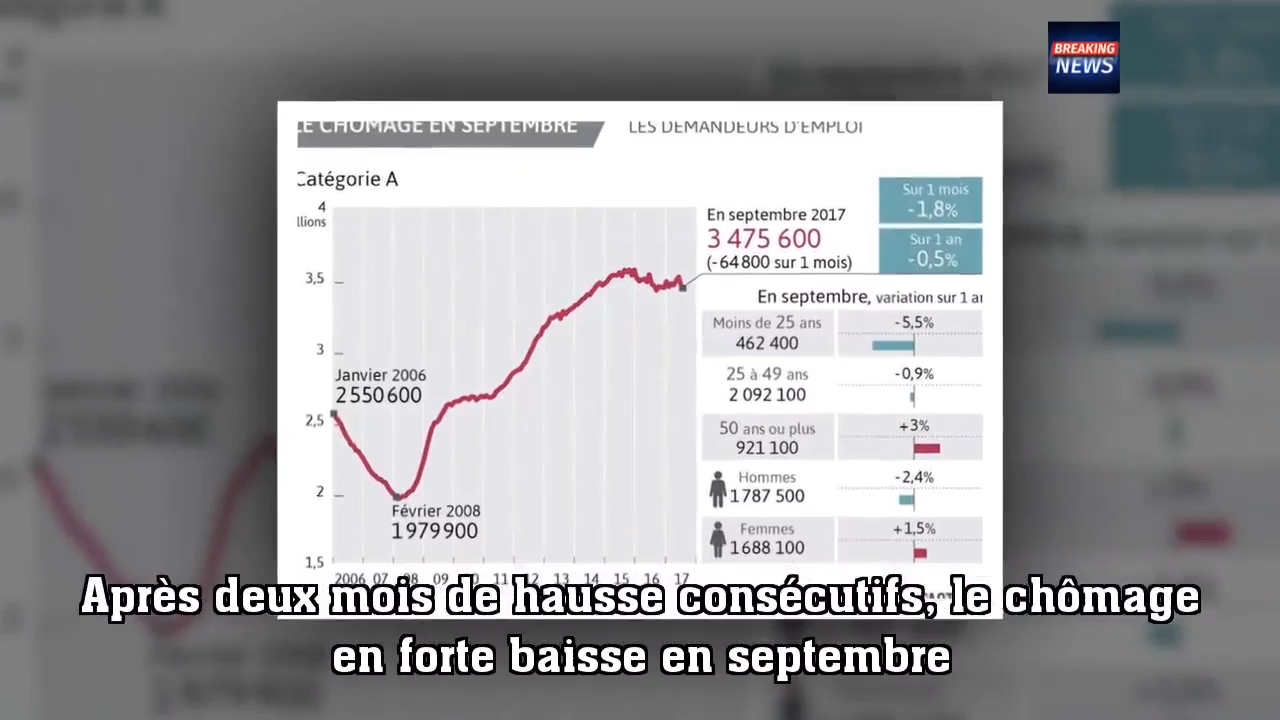 BREAKING
NEWS
LE CHÔMAGE EN SEPTEMBRE
LES DEMANDEURS D'EMPLOI
Catégorie A
4
llions
3,5
3
2,5
2
1,5
Janvier 2006
2 550 600
Février 2008
1 979 900
2006 07 08 09 10 11 12 13 14 15 16 17
En septembre 2017
3 475 600
(-64 800 sur 1 mois)
Sur 1 mois
-1,8%
Sur 1 an
-0,5%
En septembre, variation sur 1 an
Moins de 25 ans
462 400
-5,5%
25 à 49 ans
2 092 100
-0,9%
50 ans ou plus
921 100
+3%
Hommes
1 787 500
-2,4%
Femmes
1 688 100
+1,5%
Après deux mois de hausse consécutifs, le chômage
en forte baisse en septembre